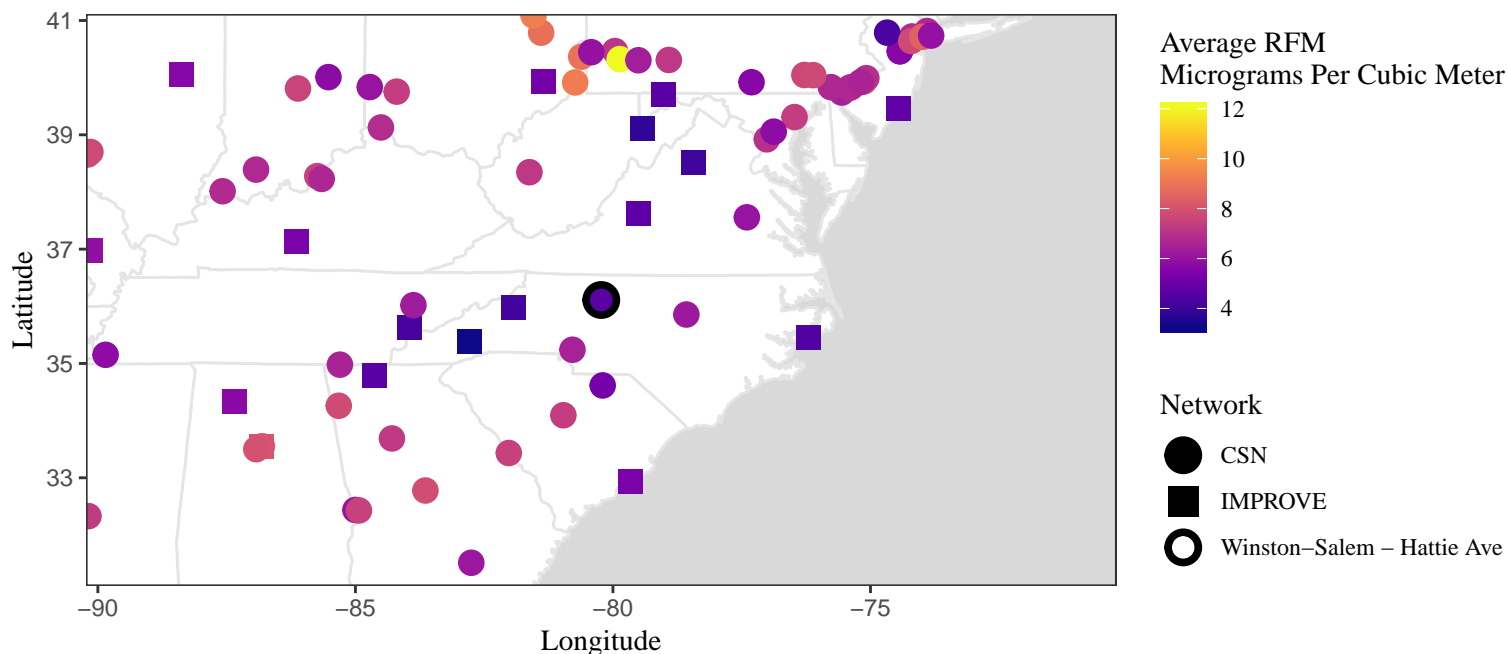 41
39
37
35
33
Latitude
−90
−85
−80
−75
Longitude
Average RFM
Micrograms Per Cubic Meter
12
10
8
6
4
Network
CSN
IMPROVE
Winston−Salem − Hattie Ave